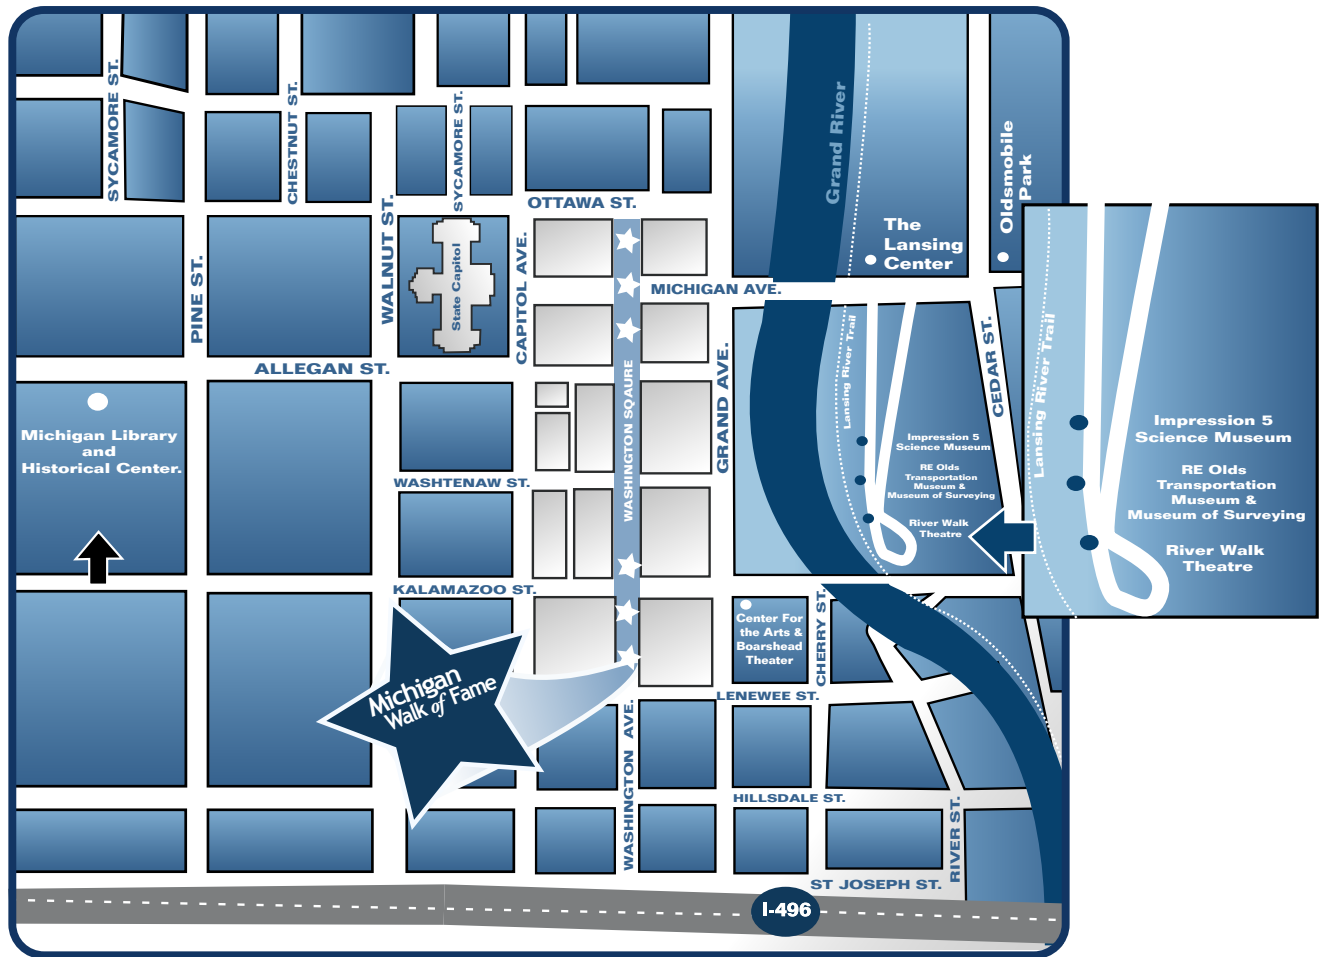 SYCAMORE ST.
CHESTNUT ST.
SYCAMORE ST.
Grand River
Oldsmobile
Park
OTTAWA ST.
WALNUT ST.
The
Lansing
Center
PINE ST.
State Capitol
CAPITOL AVE.
MICHIGAN AVE.
ALLEGAN ST.
WASHINGTON SQAURE
GRAND AVE.
Lansing River Trail
CEDAR ST.
Lansing River Trail
Michigan Library
and
Historical Center.
Impression 5
Science Museum
RE Olds
Transportation
Museum &
Museum of Surveying
River Walk
Theatre
Impression 5
Science Museum
RE Olds
Transportation
Museum &
Museum of Surveying
River Walk
Theatre
WASHTENAW ST.
KALAMAZOO ST.
Center For
the Arts &
Boarshead
Theater
CHERRY ST.
Michigan
Walk of Fame
LENEWEE ST.
WASHINGTON AVE.
HILLSDALE ST.
RIVER ST.
ST JOSEPH ST.
I-496